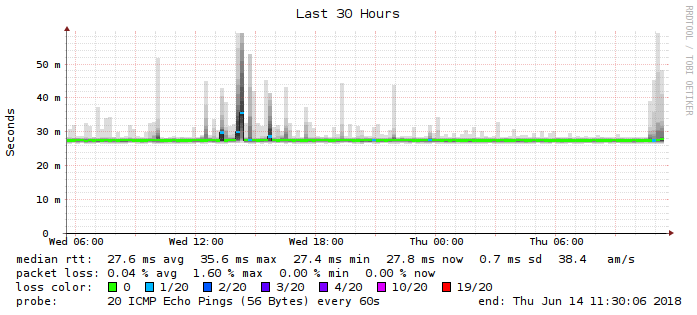 Last 30 Hours
RRDTOOL / TOBI OETIKER
Seconds
50 m
40 m
30 m
20 m
10 m
0
Wed 06:00 Wed 12:00 Wed 18:00 Thu 00:00 Thu 06:00
median rtt: 27.6 ms avg 35.6 ms max 27.4 ms min 27.8 ms now 0.7 ms sd 38.4 am/s
packet loss: 0.04 % avg 1.60 % max 0.00 % min 0.00 % now
loss color: 0 1/20 2/20 3/20 4/20 10/20 19/20
probe: 20 ICMP Echo Pings (56 Bytes) every 60s end: Thu Jun 14 11:30:06 2018